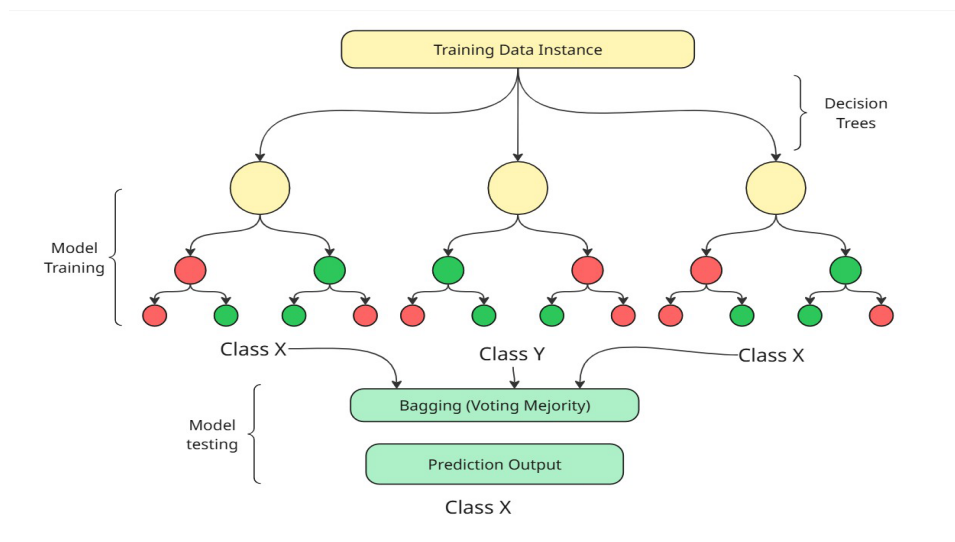 Training Data Instance
Decision
Trees
Model
Training
Class X
Class Y
Class X
Bagging (Voting Mejority)
Model
testing
Prediction Output
Class X